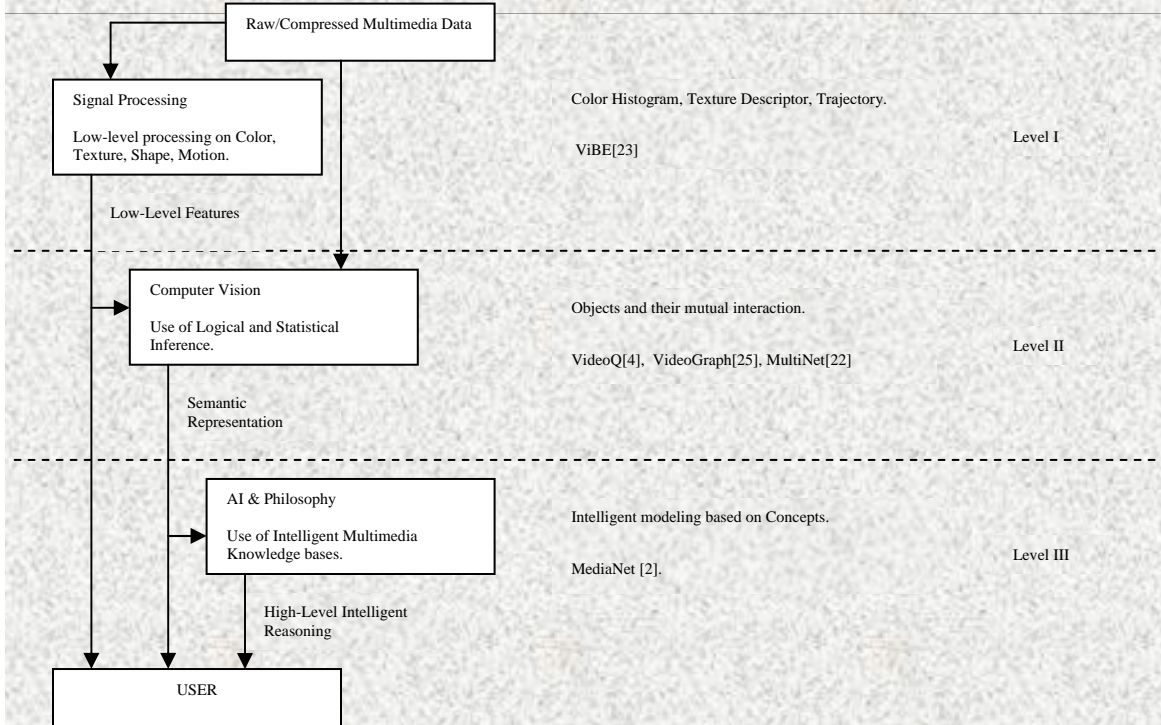 Raw/Compressed Multimedia Data
Signal Processing
Low-level processing on Color,
Texture, Shape, Motion.
Color Histogram, Texture Descriptor, Trajectory.
ViBE[23]
Level I
Low-Level Features
Computer Vision
Use of Logical and Statistical
Inference.
Objects and their mutual interaction.
VideoQ[4], VideoGraph[25], MultiNet[22]
Level II
Semantic
Representation
AI & Philosophy
Use of Intelligent Multimedia
Knowledge bases.
Intelligent modeling based on Concepts.
MediaNet [2].
Level III
High-Level Intelligent
Reasoning
USER